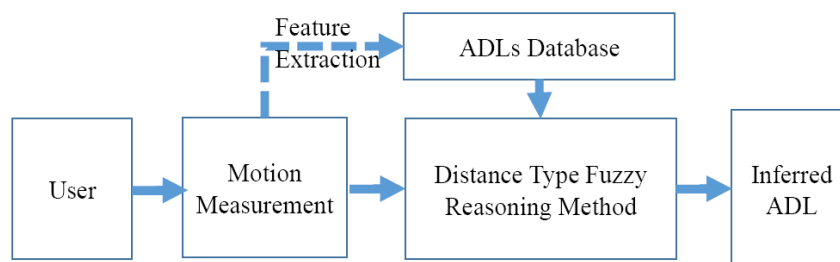 Feature
Extraction
ADLs Database
User
Motion
Measurement
Distance Type Fuzzy
Reasoning Method
Inferred
ADL